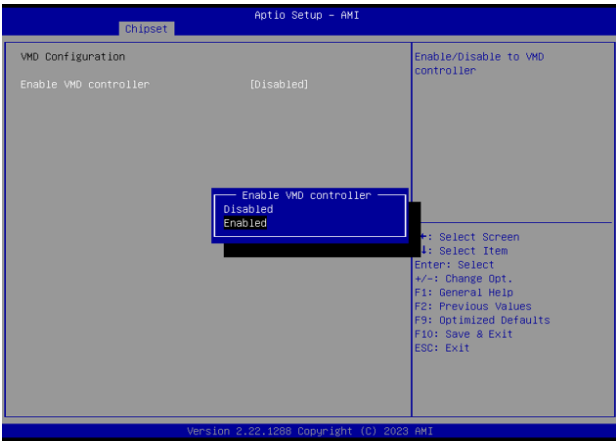 Aptio Setup - AMI
Chipset
VMD Configuration
Enable VMD controller [Disabled]
Enable/Disable to VMD
controller
Enable VMD controller
Disabled
Enabled
: Select Screen
: Select Item
Enter: Select
+/-: Change Opt.
F1: General Help
F2: Previous Values
F9: Optimized Defaults
F10: Save & Exit
ESC: Exit
Version 2.22.1288 Copyright (C) 2023 AMI